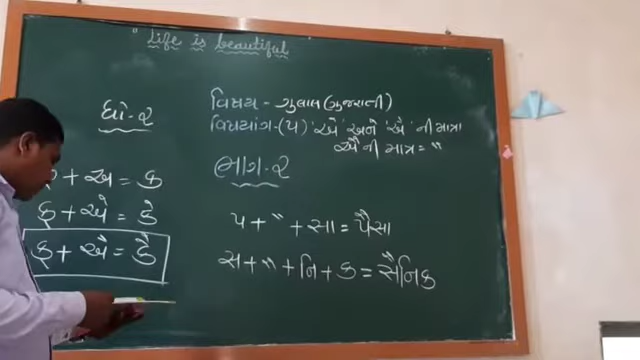 "life is beautiful
ધો-૨
વિષય - ગુલાલ (ગુજરાતી)
વિષયાંગ-(૫) 'એ' અને 'ઐ' ની માત્રા
ઐ'ની માત્ર = ૈ
ભાગ-૨
ક્ + અ = ક
ક્ + એ = કે
ક્ + ઐ = કૈ
પ + ૈ + સા = પૈસા
સ + ૈ + નિ + ક = સૈનિક